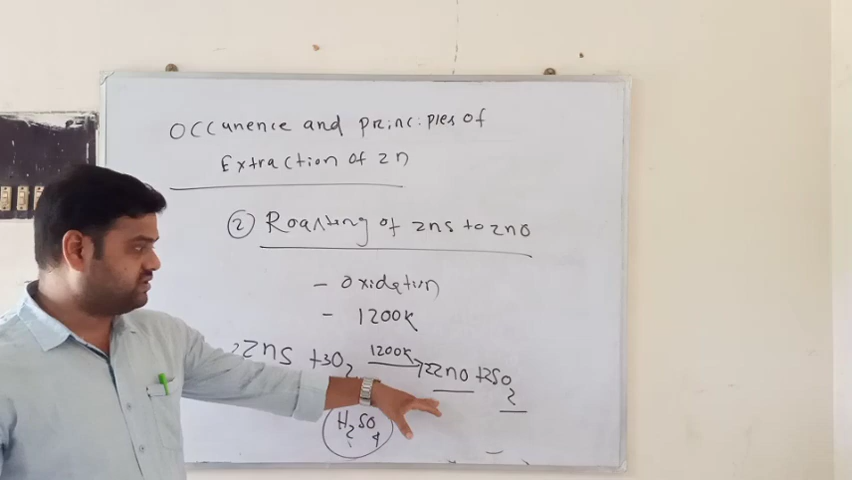 Occurrence and principles of
Extraction of Zn
② Roasting of ZnS to ZnO
- Oxidation
- 1200K
2ZnS + 3O2 1200K → 2ZnO + 2SO2
H2SO4